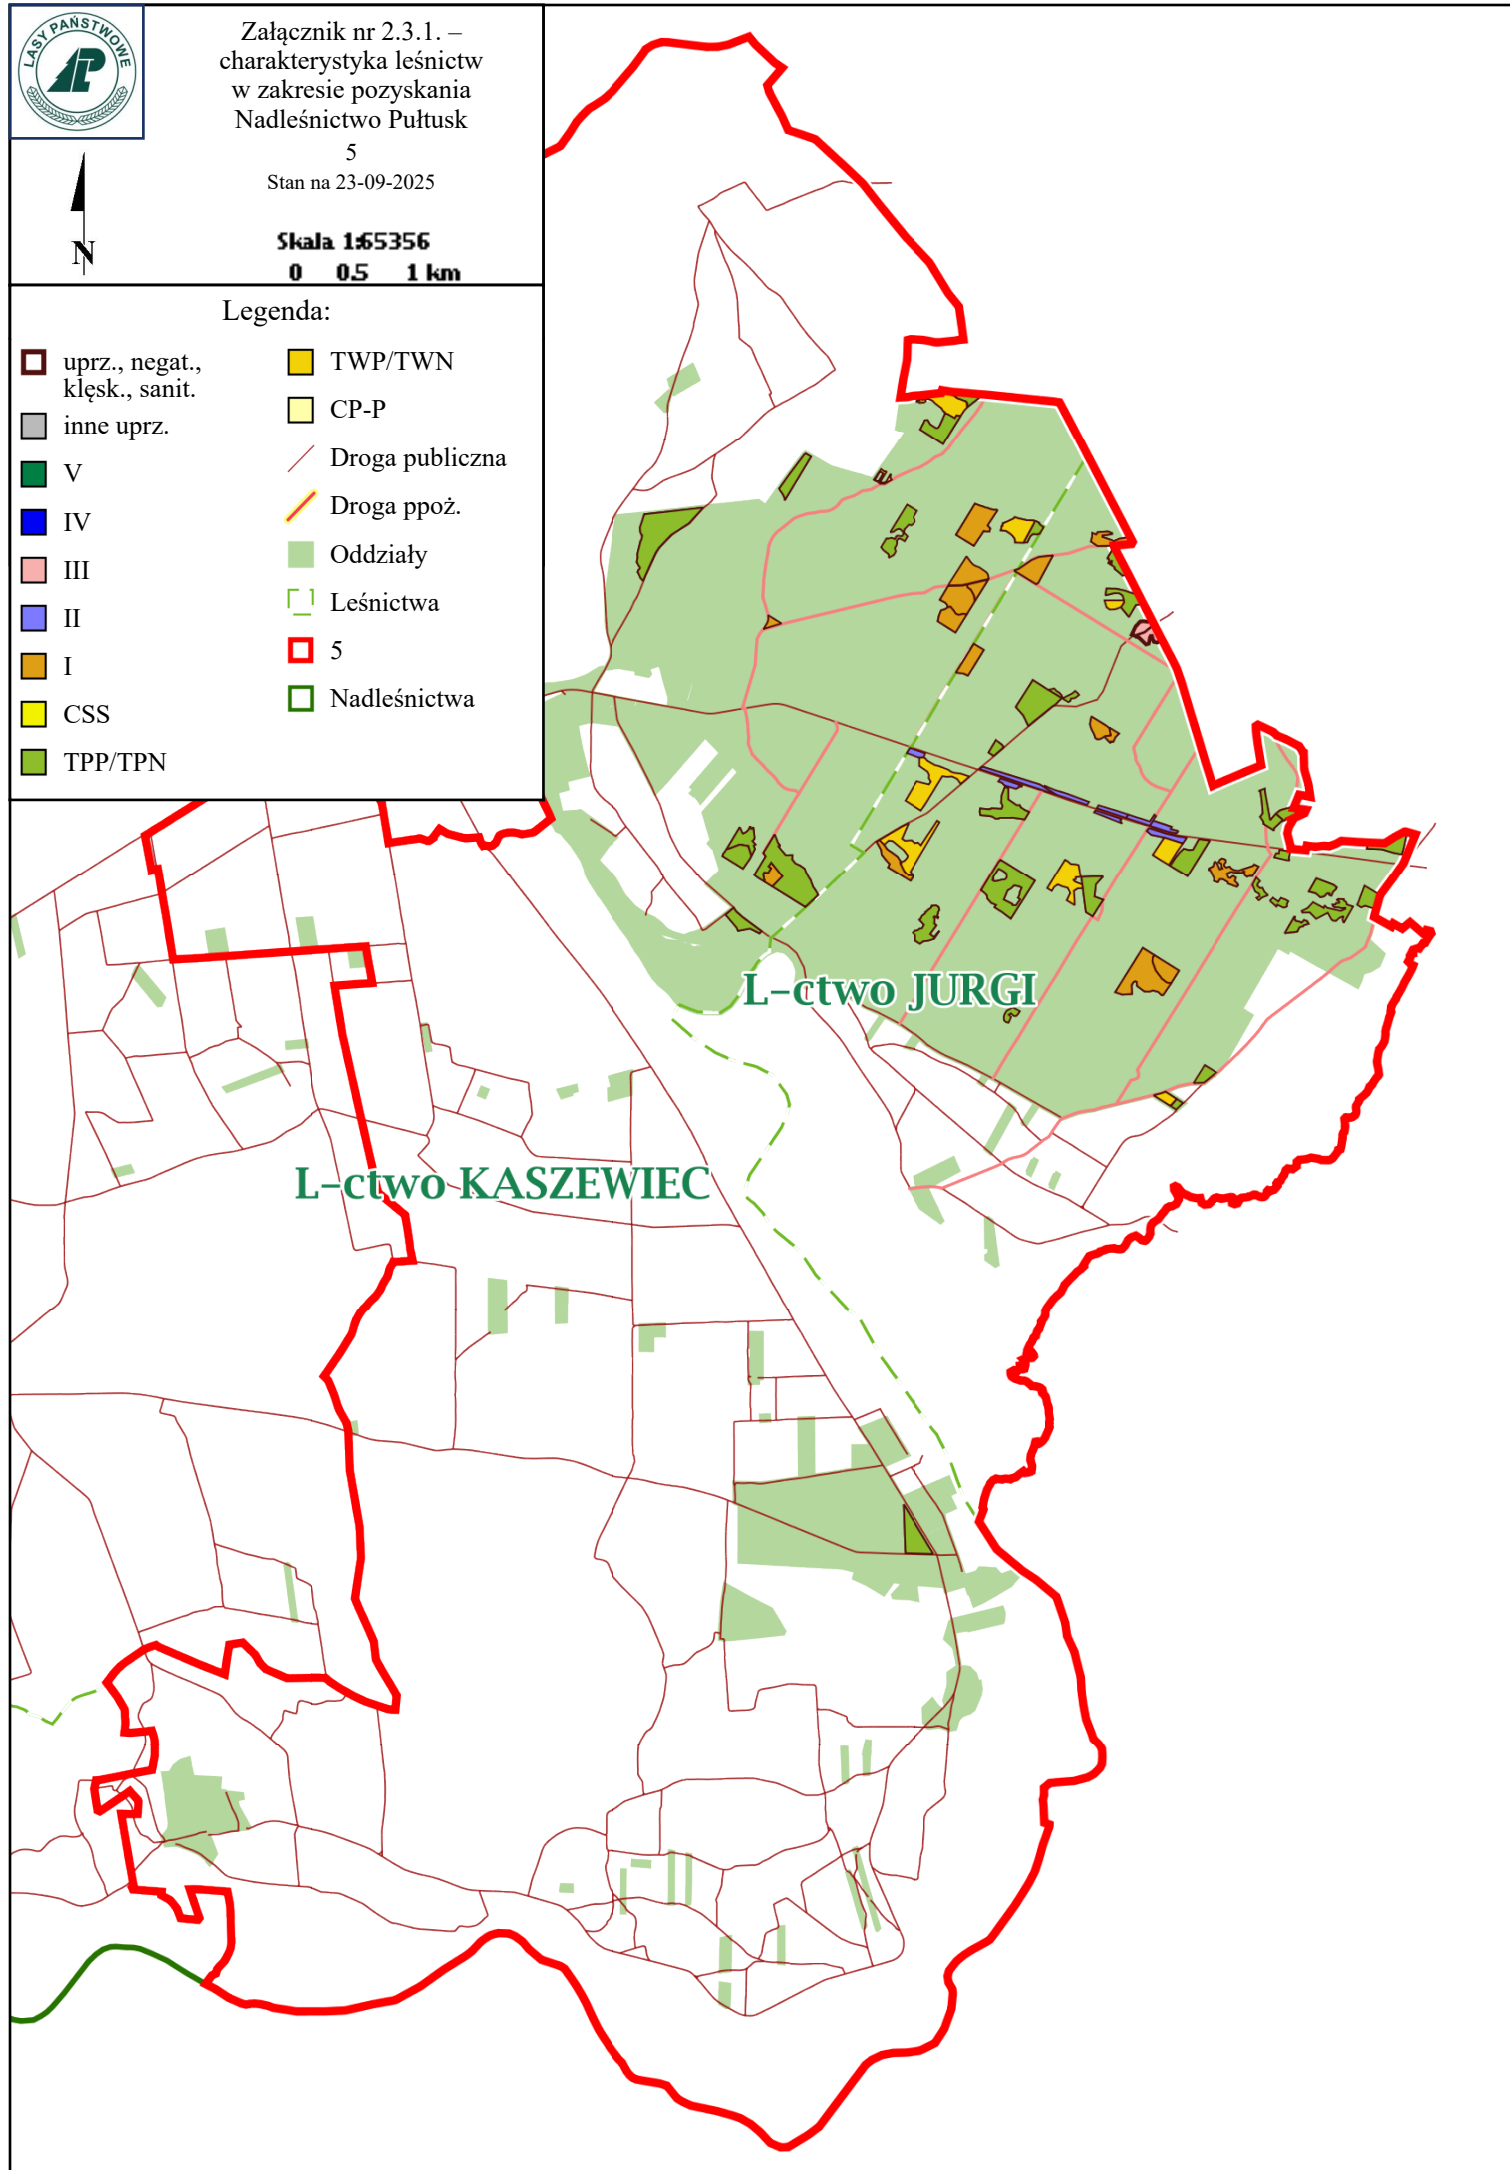 LASY PAŃSTWOWE
LP
Załącznik nr 2.3.1. –
charakterystyka leśnictw
w zakresie pozyskania
Nadleśnictwo Pułtusk
5
Stan na 23-09-2025
N
Skala 1:65356
0 0.5 1 km
Legenda:
uprz., negat.,
klęsk., sanit.
inne uprz.
V
IV
III
II
I
CSS
TPP/TPN
TWP/TWN
CP-P
Droga publiczna
Droga ppoż.
Oddziały
Leśnictwa
5
Nadleśnictwa
L-ctwo JURGI
L-ctwo KASZEWIEC